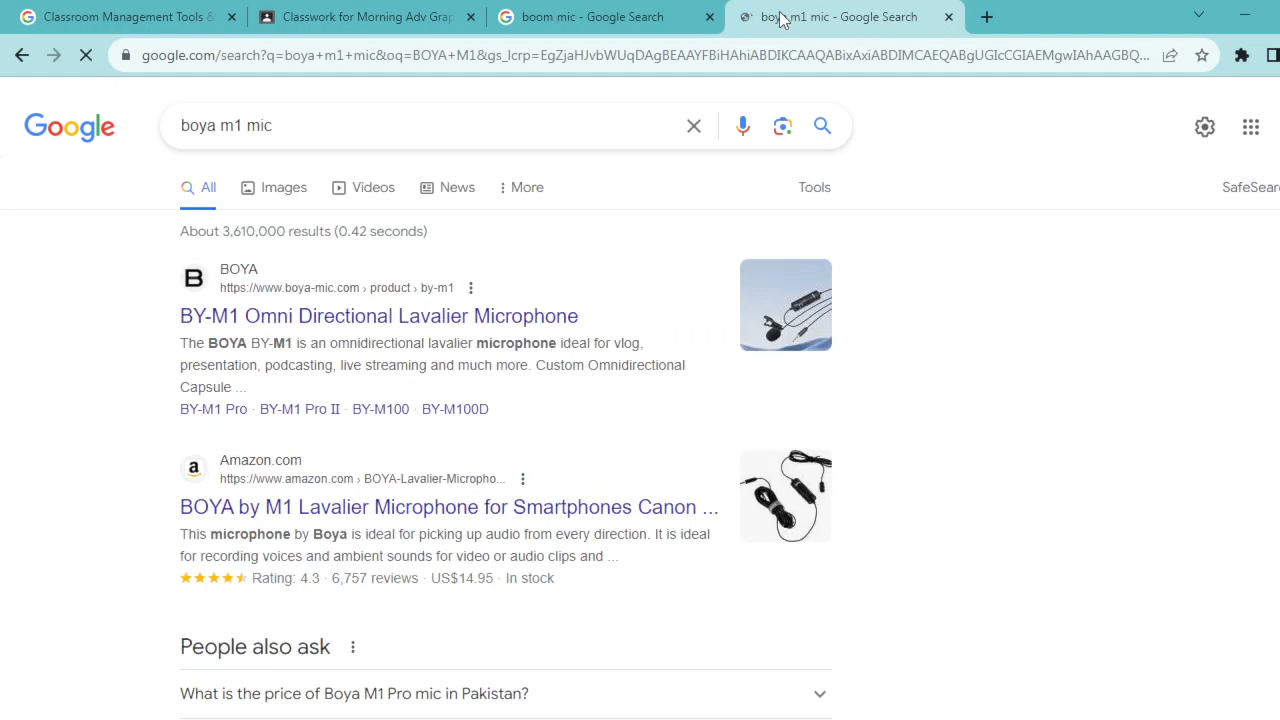 Classroom Management Tools &
Classwork for Morning Adv Grap
boom mic - Google Search
m1 mic - Google Search
google.com/search?q=boya+m1+mic&oq=BOYA+M1&gs_lcrp=EgZjaHJvbWUqDAgBEAAYFBiHAhiABDIKCAAQABixAxiABDIMCAEQABgUGIcCGIAEMgwIAhAAGBQ...
Google
boya m1 mic
All
Images
Videos
News
More
Tools
SafeSear
About 3,610,000 results (0.42 seconds)
B
BOYA
https://www.boya-mic.com › product › by-m1
BY-M1 Omni Directional Lavalier Microphone
The BOYA BY-M1 is an omnidirectional lavalier microphone ideal for vlog,
presentation, podcasting, live streaming and much more. Custom Omnidirectional
Capsule ...
BY-M1 Pro · BY-M1 Pro II · BY-M100 · BY-M100D
a
Amazon.com
https://www.amazon.com › BOYA-Lavalier-Micropho...
BOYA by M1 Lavalier Microphone for Smartphones Canon ...
This microphone by Boya is ideal for picking up audio from every direction. It is ideal
for recording voices and ambient sounds for video or audio clips and ...
Rating: 4.3 · 6,757 reviews · US$14.95 · In stock
People also ask
What is the price of Boya M1 Pro mic in Pakistan?